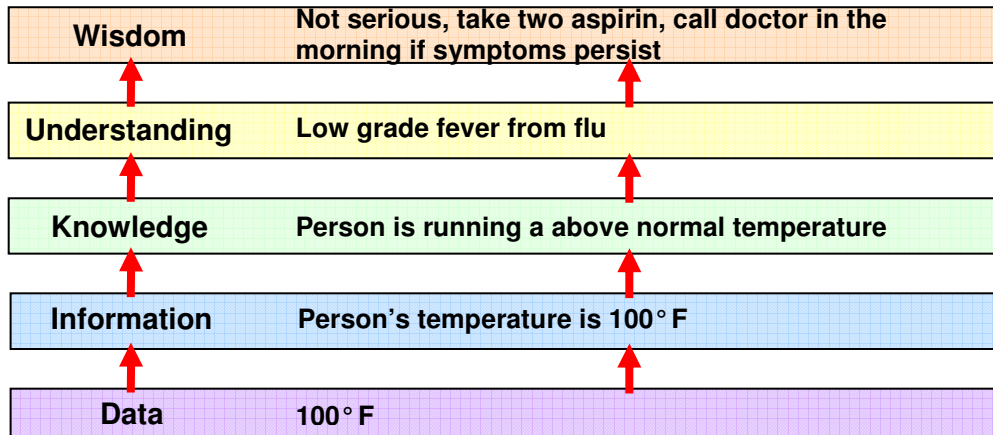 Wisdom
Not serious, take two aspirin, call doctor in the
morning if symptoms persist
Understanding
Low grade fever from flu
Knowledge
Person is running a above normal temperature
Information
Person's temperature is 100° F
Data
100° F